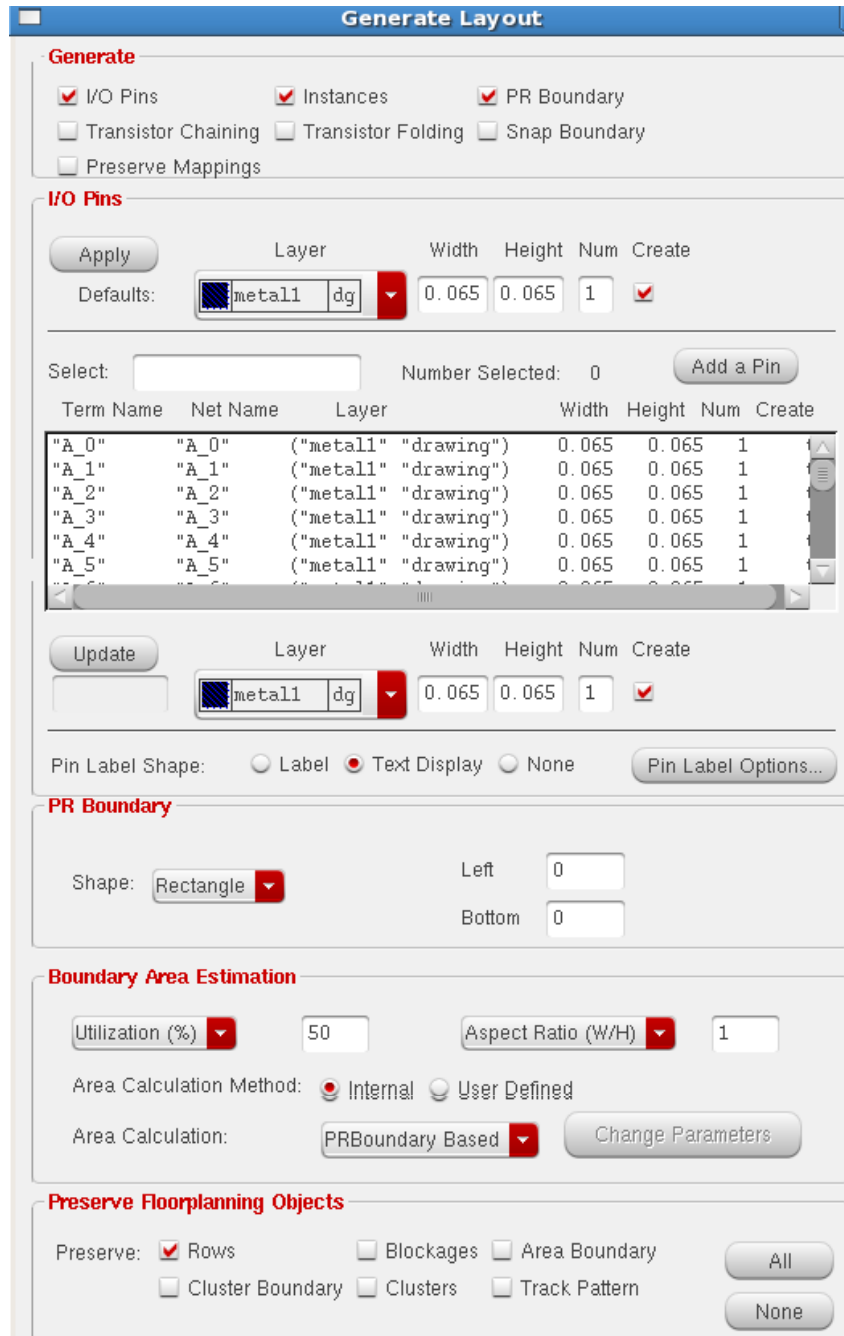 Generate Layout
Generate
I/O Pins Instances PR Boundary
Transistor Chaining Transistor Folding Snap Boundary
Preserve Mappings
I/O Pins
Apply Layer Width Height Num Create
Defaults: metal1 dg 0.065 0.065 1
Select: Number Selected: 0 Add a Pin
Term Name Net Name Layer Width Height Num Create
"A_0" "A_0" ("metal1" "drawing") 0.065 0.065 1
"A_1" "A_1" ("metal1" "drawing") 0.065 0.065 1
"A_2" "A_2" ("metal1" "drawing") 0.065 0.065 1
"A_3" "A_3" ("metal1" "drawing") 0.065 0.065 1
"A_4" "A_4" ("metal1" "drawing") 0.065 0.065 1
"A_5" "A_5" ("metal1" "drawing") 0.065 0.065 1
Update Layer Width Height Num Create
metal1 dg 0.065 0.065 1
Pin Label Shape: Label Text Display None Pin Label Options...
PR Boundary
Shape: Rectangle Left 0
Bottom 0
Boundary Area Estimation
Utilization (%) 50 Aspect Ratio (W/H) 1
Area Calculation Method: Internal User Defined
Area Calculation: PRBoundary Based Change Parameters
Preserve Floorplanning Objects
Preserve: Rows Blockages Area Boundary All
Cluster Boundary Clusters Track Pattern
None